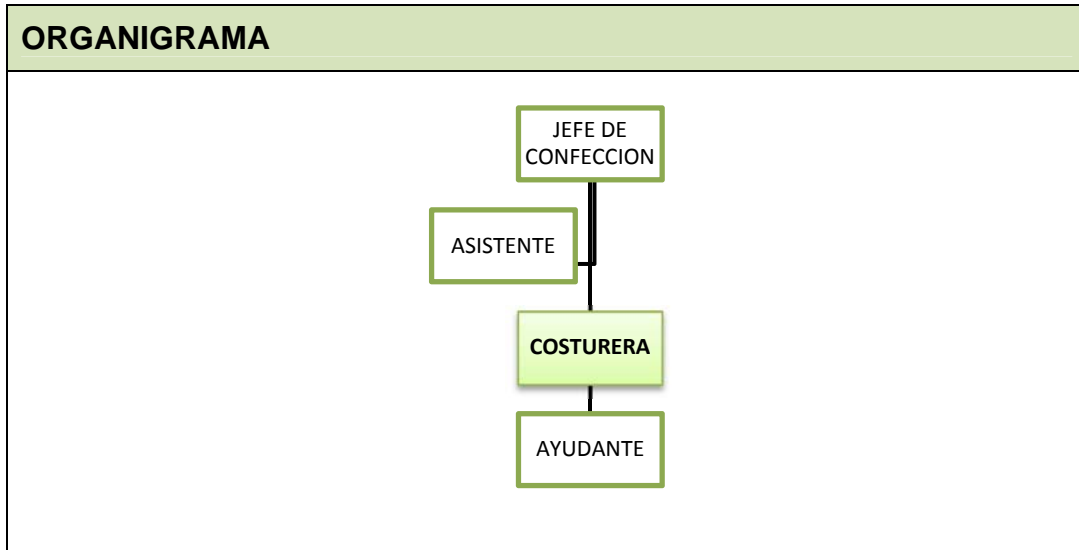 ORGANIGRAMA
JEFE DE
CONFECCION
ASISTENTE
COSTURERA
AYUDANTE